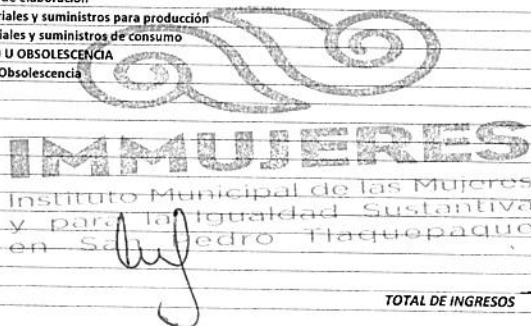 de elaboración
riales y suministros para producción
iales y suministros de consumo
O U OBSOLESCENCIA
Obsolescencia
IMMUJERES
Instituto Municipal de las Mujeres
y para la Igualdad Sustantiva
en San Pedro Tlaquepaque
TOTAL DE INGRESOS